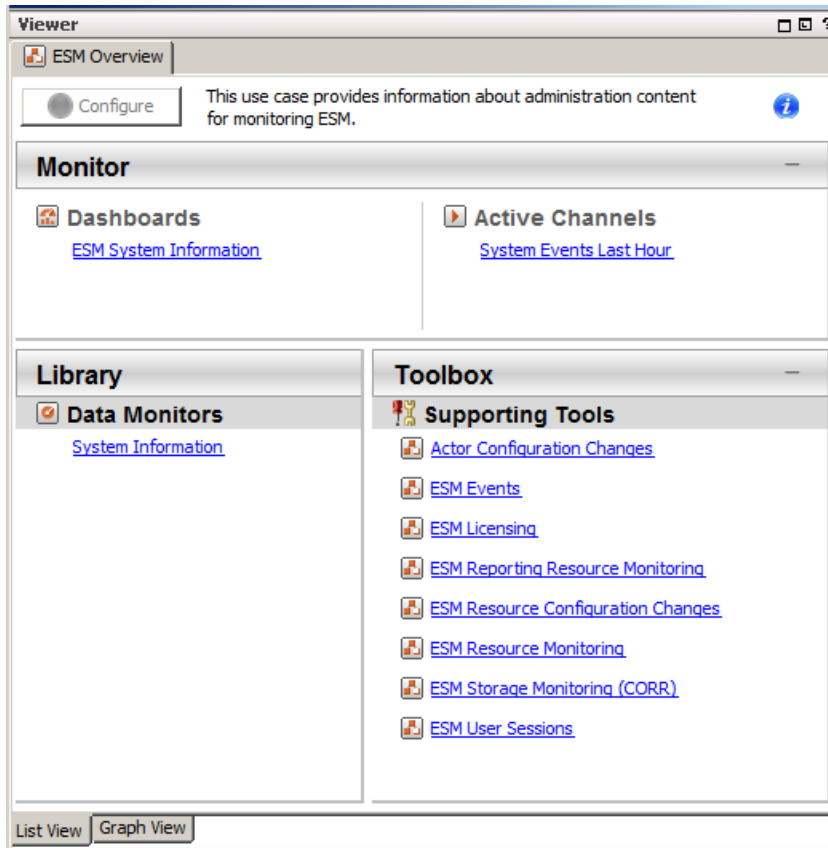 Viewer
ESM Overview
Configure
This use case provides information about administration content
for monitoring ESM.
Monitor
Dashboards
ESM System Information
Active Channels
System Events Last Hour
Library
Data Monitors
System Information
Toolbox
Supporting Tools
Actor Configuration Changes
ESM Events
ESM Licensing
ESM Reporting Resource Monitoring
ESM Resource Configuration Changes
ESM Resource Monitoring
ESM Storage Monitoring (CORR)
ESM User Sessions
List View
Graph View